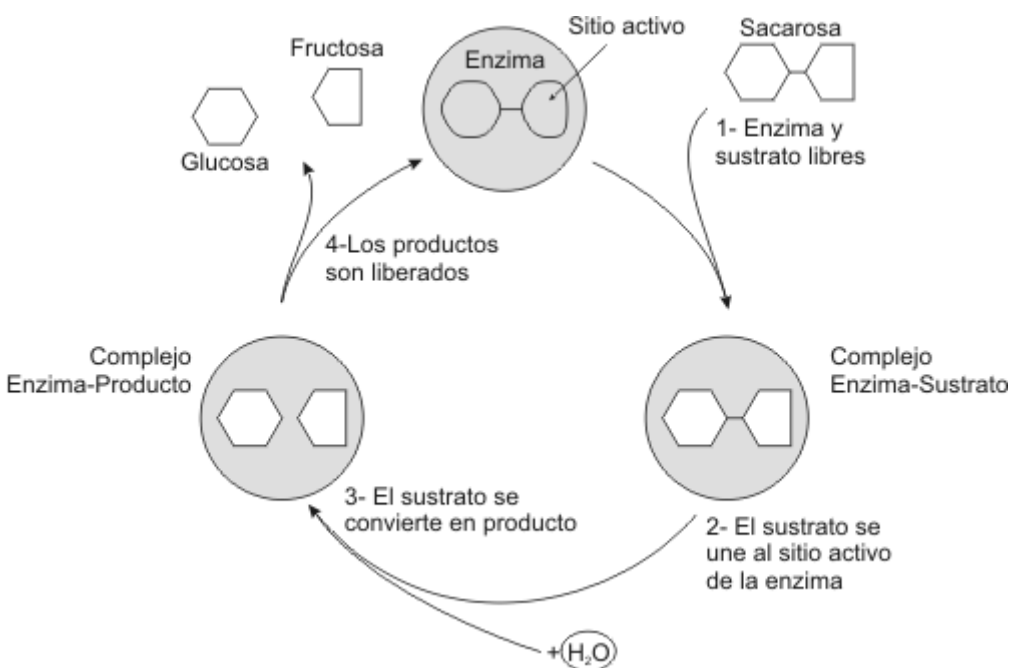 Sitio activo
Sacarosa
Fructosa
Enzima
Glucosa
1- Enzima y
sustrato libres
4-Los productos
son liberados
Complejo
Enzima-Producto
Complejo
Enzima-Sustrato
3- El sustrato se
convierte en producto
2- El sustrato se
une al sitio activo
de la enzima
+H₂O